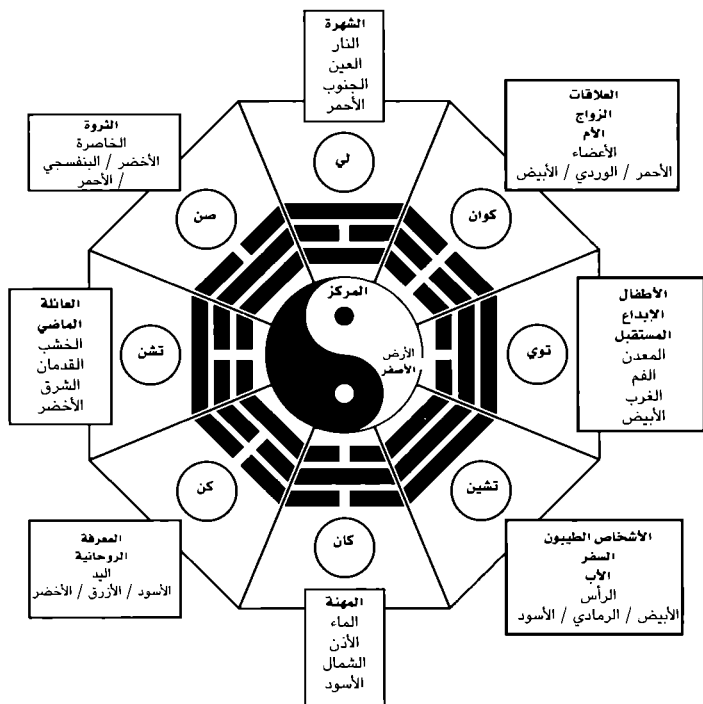 الشهرة
النار
العين
الجنوب
الأحمر
العلاقات
الزواج
الأم
الأعضاء
الأحمر / الوردي / الأبيض
الثروة
الخاصرة
الأخضر / البنفسجي
/ الأحمر
لي
كوان
صن
المركز
الأرض
الأصفر
الأطفال
الإبداع
المستقبل
المعدن
الفم
الغرب
الأبيض
توي
تشن
العائلة
الماضي
الخشب
القدمان
الشرق
الأخضر
تشين
كن
كان
الأشخاص الطيبون
السفر
الأب
الرأس
الأبيض / الرمادي / الأسود
المعرفة
الروحانية
اليد
الأسود / الأزرق / الأخضر
المهنة
الماء
الأذن
الشمال
الأسود